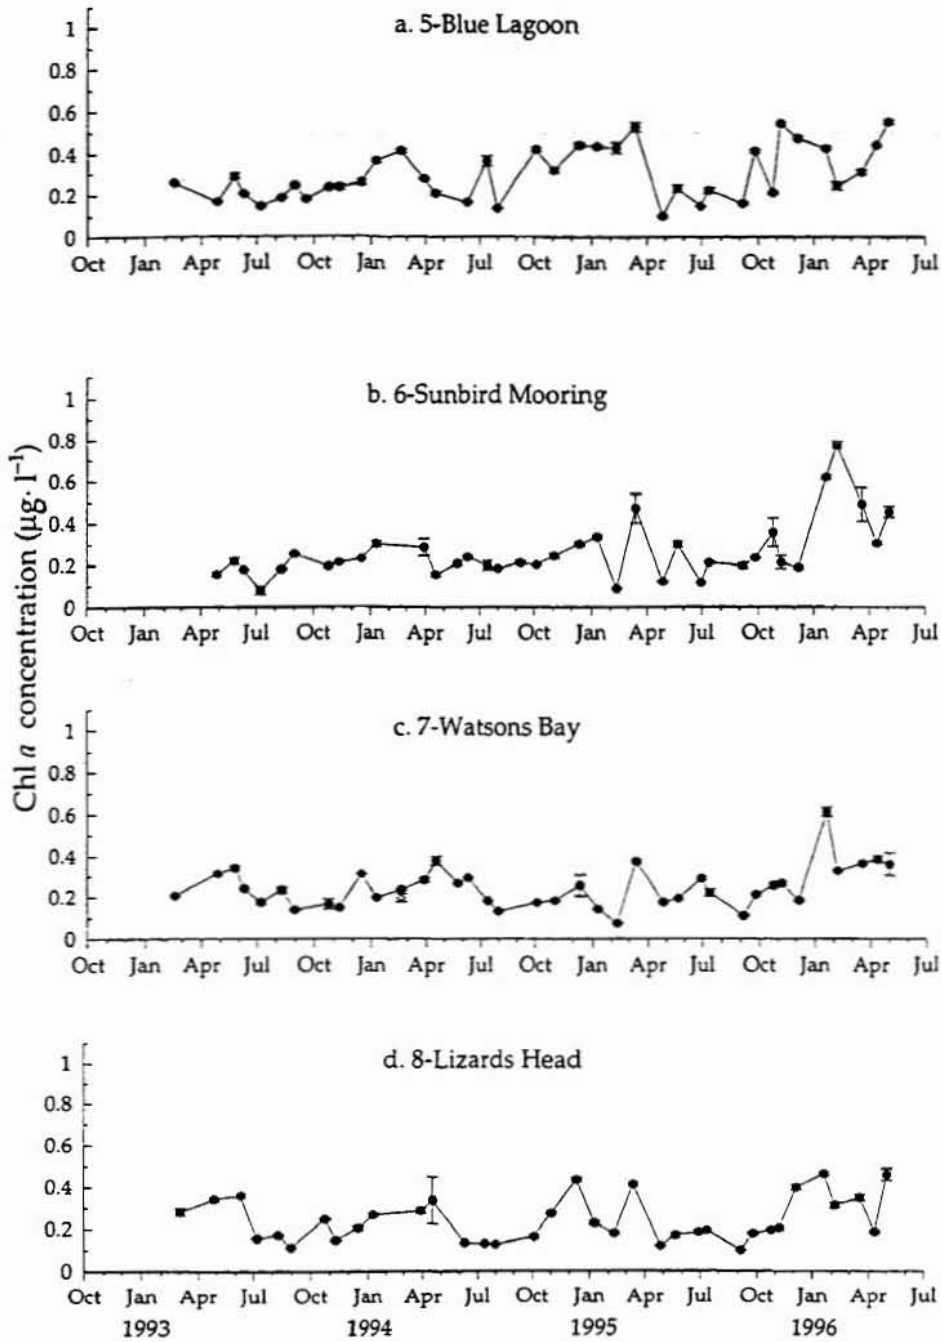 a. 5-Blue Lagoon
1
0.8
0.6
0.4
0.2
0
Oct Jan Apr Jul Oct Jan Apr Jul Oct Jan Apr Jul Oct Jan Apr Jul
b. 6-Sunbird Mooring
1
0.8
0.6
0.4
0.2
0
Oct Jan Apr Jul Oct Jan Apr Jul Oct Jan Apr Jul Oct Jan Apr Jul
Chl a concentration (µg. l⁻¹)
c. 7-Watsons Bay
1
0.8
0.6
0.4
0.2
0
Oct Jan Apr Jul Oct Jan Apr Jul Oct Jan Apr Jul Oct Jan Apr Jul
d. 8-Lizards Head
1
0.8
0.6
0.4
0.2
0
Oct Jan Apr Jul Oct Jan Apr Jul Oct Jan Apr Jul Oct Jan Apr Jul
1993 1994 1995 1996